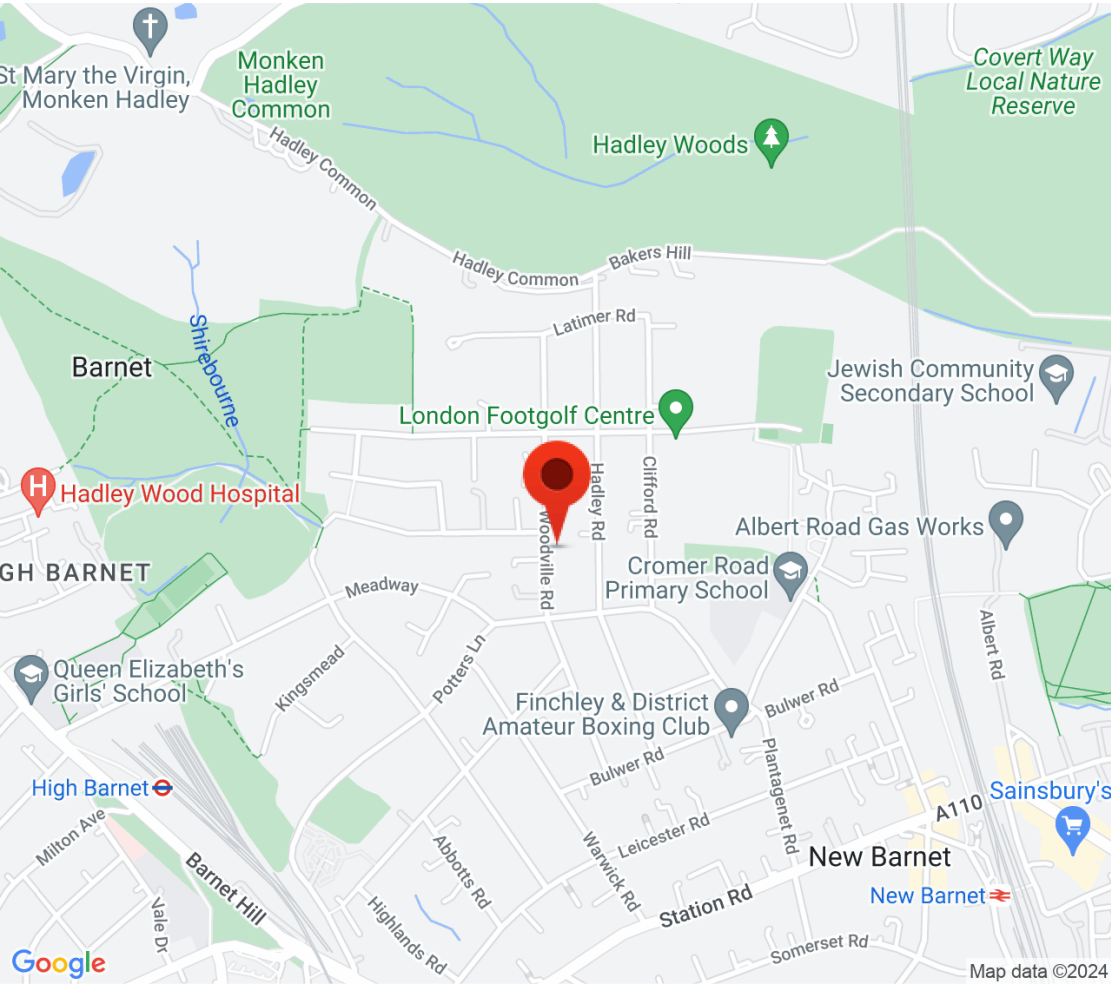 St Mary the Virgin,
Monken Hadley
Monken
Hadley
Common
Covert Way
Local Nature
Reserve
Hadley Woods
Hadley Common
Hadley Common
Bakers Hill
Latimer Rd
Shirebourne
Barnet
Jewish Community
Secondary School
London Footgolf Centre
H
Hadley Wood Hospital
Hadley Rd
Clifford Rd
Woodville Rd
Albert Road Gas Works
GH BARNET
Cromer Road
Primary School
Meadway
Albert Rd
Queen Elizabeth's
Girls' School
Kingsmead
Potters Ln
Finchley & District
Amateur Boxing Club
Bulwer Rd
Bulwer Rd
Plantagenet Rd
High Barnet
Sainsbury's
A110
Milton Ave
Leicester Rd
Abbotts Rd
Warwick Rd
New Barnet
Barnet Hill
New Barnet
Station Rd
Vale Dr
Highlands Rd
Somerset Rd
Google
Map data ©2024